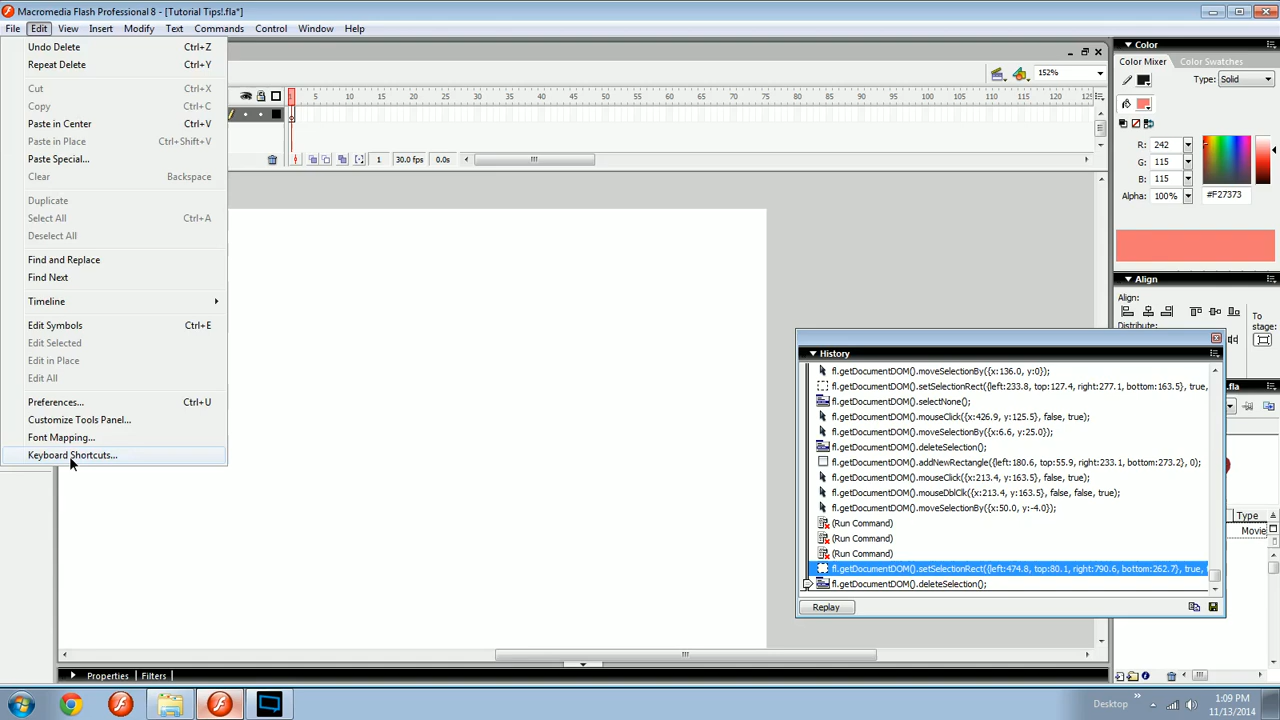 Macromedia Flash Professional 8 - [Tutorial Tips!.fla*]
File Edit View Insert Modify Text Commands Control Window Help
Undo Delete Ctrl+Z
Repeat Delete Ctrl+Y
Cut Ctrl+X
Copy Ctrl+C
Paste in Center Ctrl+V
Paste in Place Ctrl+Shift+V
Paste Special...
Clear Backspace
Duplicate
Select All Ctrl+A
Deselect All
Find and Replace
Find Next
Timeline
Edit Symbols Ctrl+E
Edit Selected
Edit in Place
Edit All
Preferences... Ctrl+U
Customize Tools Panel...
Font Mapping...
Keyboard Shortcuts...
152%
5 10 15 20 25 30 35 40 45 50 55 60 65 70 75 80 85 90 95 100 105 110 115 120 125
1 30.0 fps 0.0s
Color
Color Mixer Color Swatches
Type: Solid
R: 242
G: 115
B: 115
Alpha: 100% #F27373
Align
Align:
To
stage:
Distribute:
.fla
Type
Movie
History
fl.getDocumentDOM().moveSelectionBy({x:136.0, y:0});
fl.getDocumentDOM().setSelectionRect({left:233.8, top:127.4, right:277.1, bottom:163.5}, true,
fl.getDocumentDOM().selectNone();
fl.getDocumentDOM().mouseClick({x:426.9, y:125.5}, false, true);
fl.getDocumentDOM().moveSelectionBy({x:6.6, y:25.0});
fl.getDocumentDOM().deleteSelection();
fl.getDocumentDOM().addNewRectangle({left:180.6, top:55.9, right:233.1, bottom:273.2}, 0);
fl.getDocumentDOM().mouseClick({x:213.4, y:163.5}, false, true);
fl.getDocumentDOM().mouseDblClk({x:213.4, y:163.5}, false, false, true);
fl.getDocumentDOM().moveSelectionBy({x:50.0, y:-4.0});
(Run Command)
(Run Command)
(Run Command)
fl.getDocumentDOM().setSelectionRect({left:474.8, top:80.1, right:790.6, bottom:262.7}, true,
fl.getDocumentDOM().deleteSelection();
Replay
Properties Filters
Desktop
1:09 PM
11/13/2014